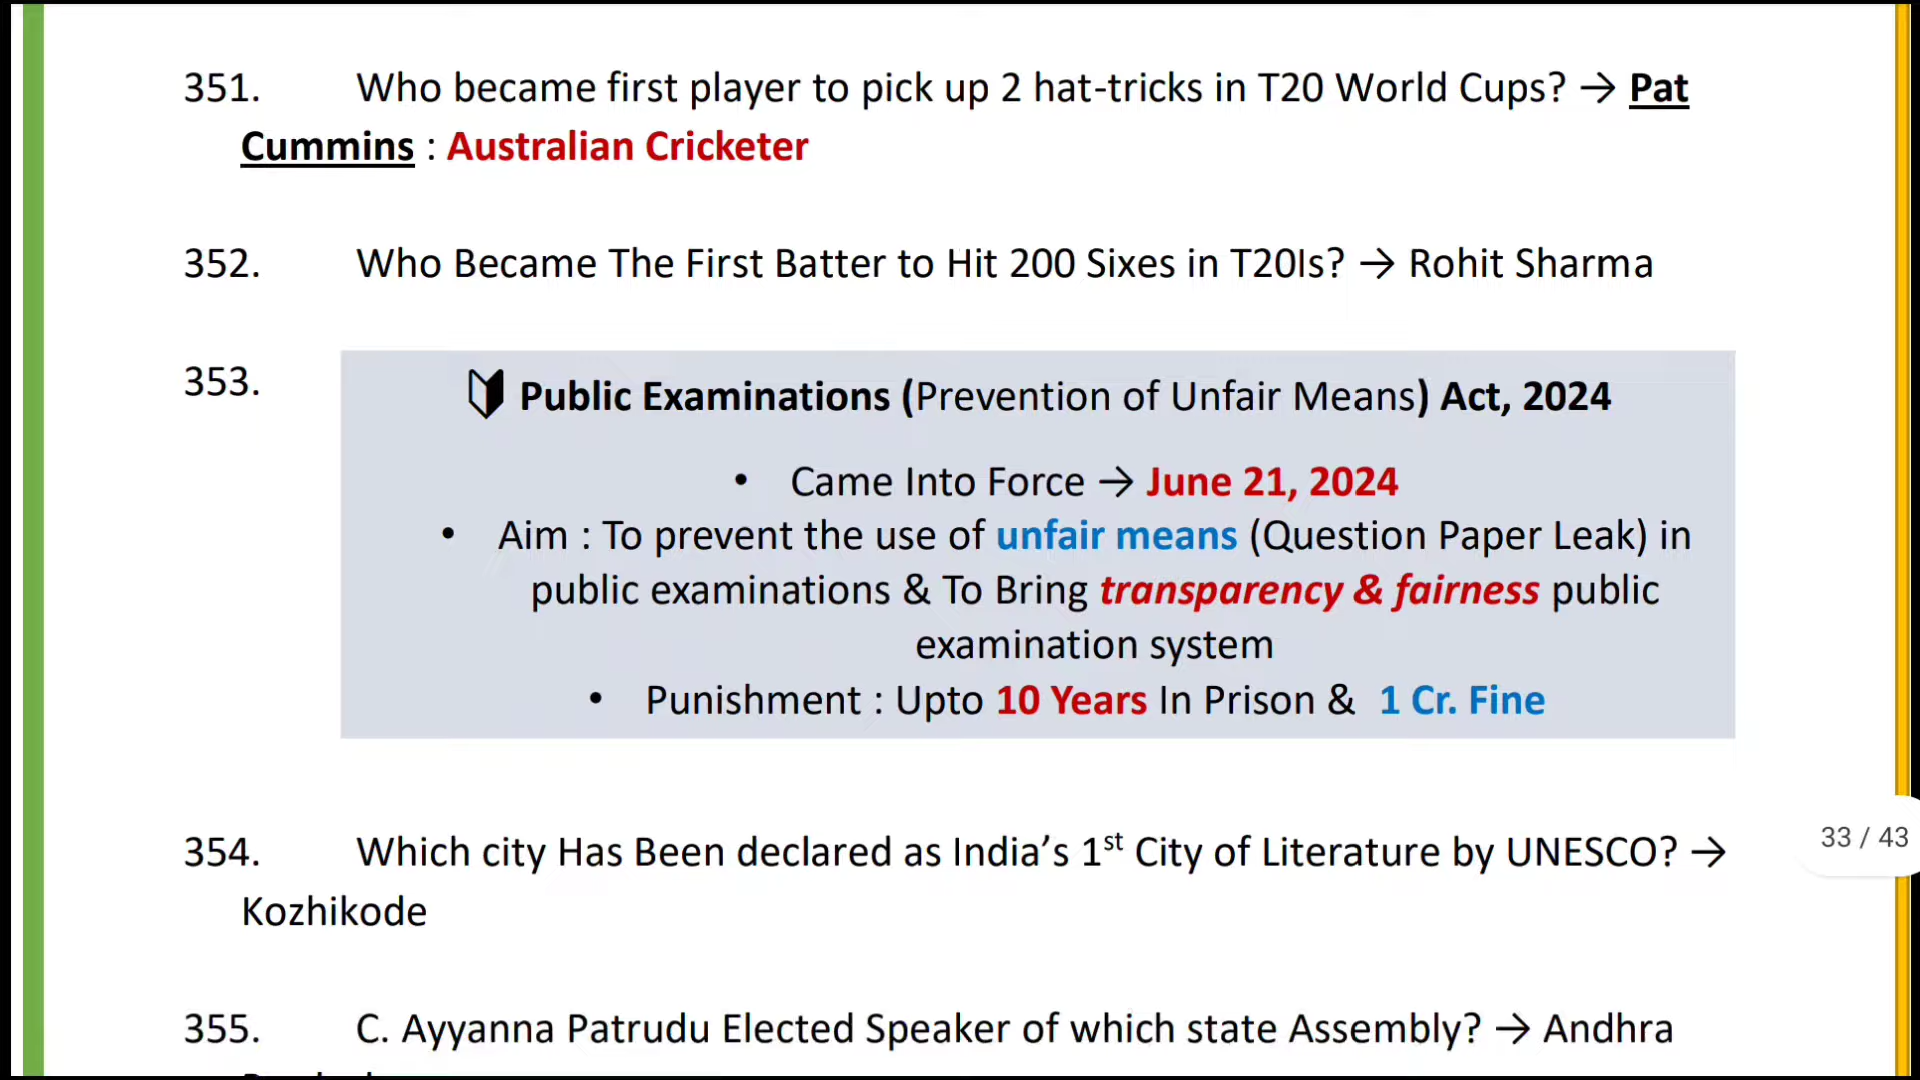 351. Who became first player to pick up 2 hat-tricks in T20 World Cups? → Pat
Cummins : Australian Cricketer
352. Who Became The First Batter to Hit 200 Sixes in T20Is? → Rohit Sharma
353. Public Examinations (Prevention of Unfair Means) Act, 2024
• Came Into Force → June 21, 2024
• Aim : To prevent the use of unfair means (Question Paper Leak) in
public examinations & To Bring transparency & fairness public
examination system
• Punishment : Upto 10 Years In Prison & 1 Cr. Fine
354. Which city Has Been declared as India's 1st City of Literature by UNESCO? →
33 / 43
Kozhikode
355. C. Ayyanna Patrudu Elected Speaker of which state Assembly? → Andhra